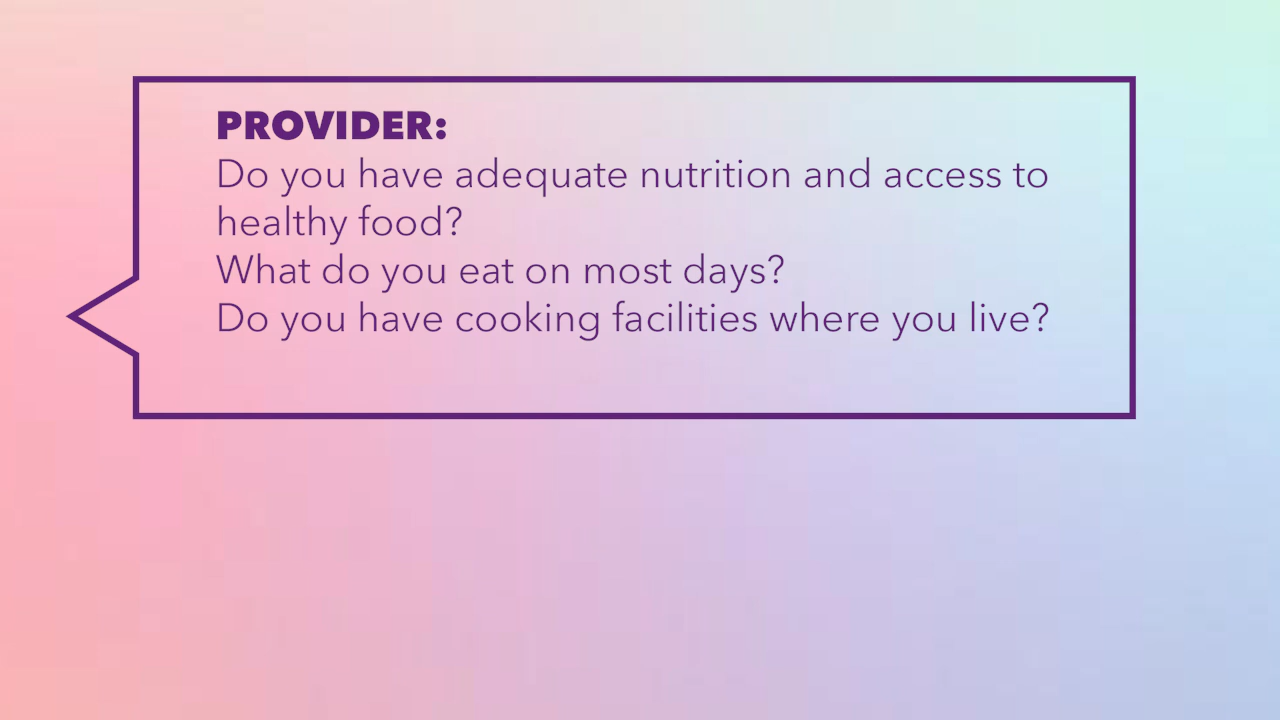 PROVIDER:
Do you have adequate nutrition and access to
healthy food?
What do you eat on most days?
Do you have cooking facilities where you live?